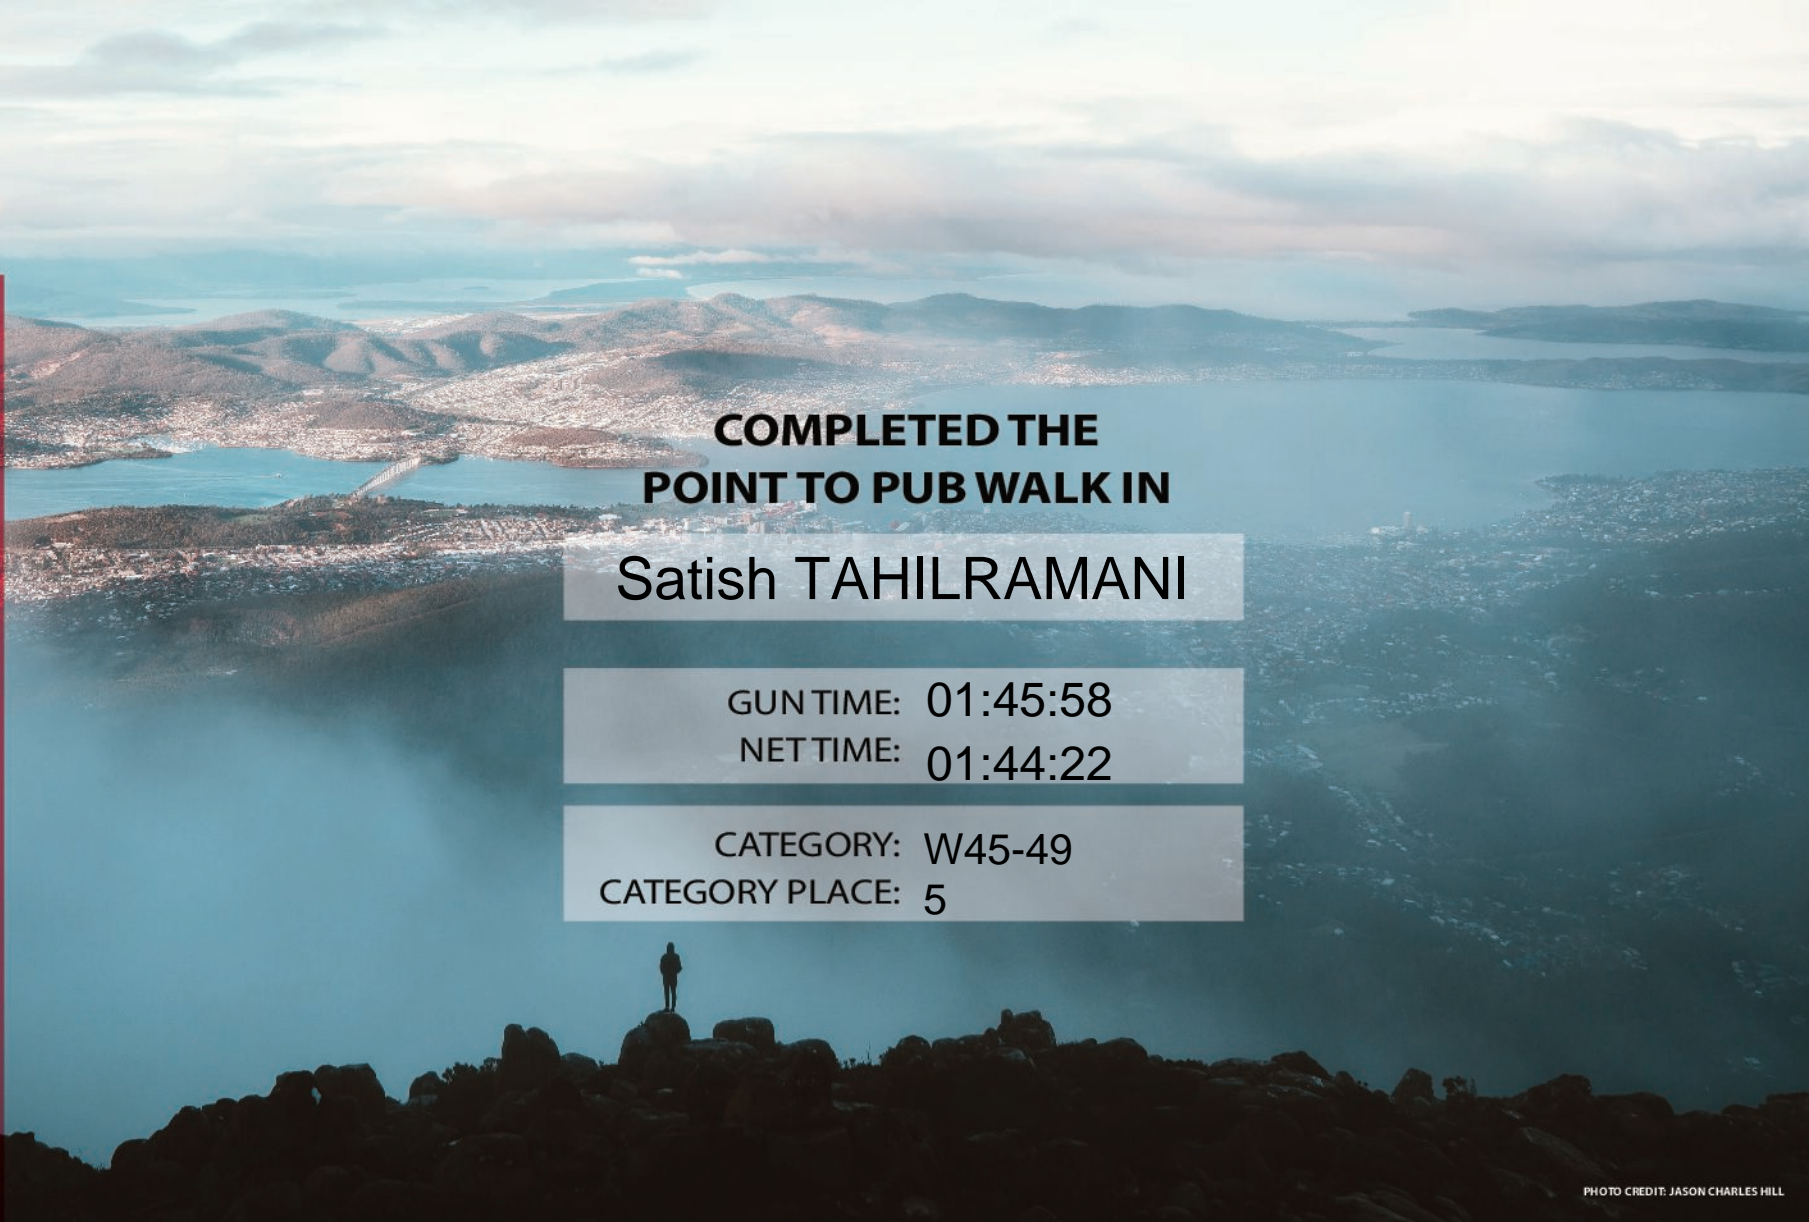 COMPLETED THE
POINT TO PUB WALK IN
Satish TAHILRAMANI
GUN TIME: 01:45:58
NET TIME: 01:44:22
CATEGORY: W45-49
CATEGORY PLACE: 5
PHOTO CREDIT: JASON CHARLES HILL